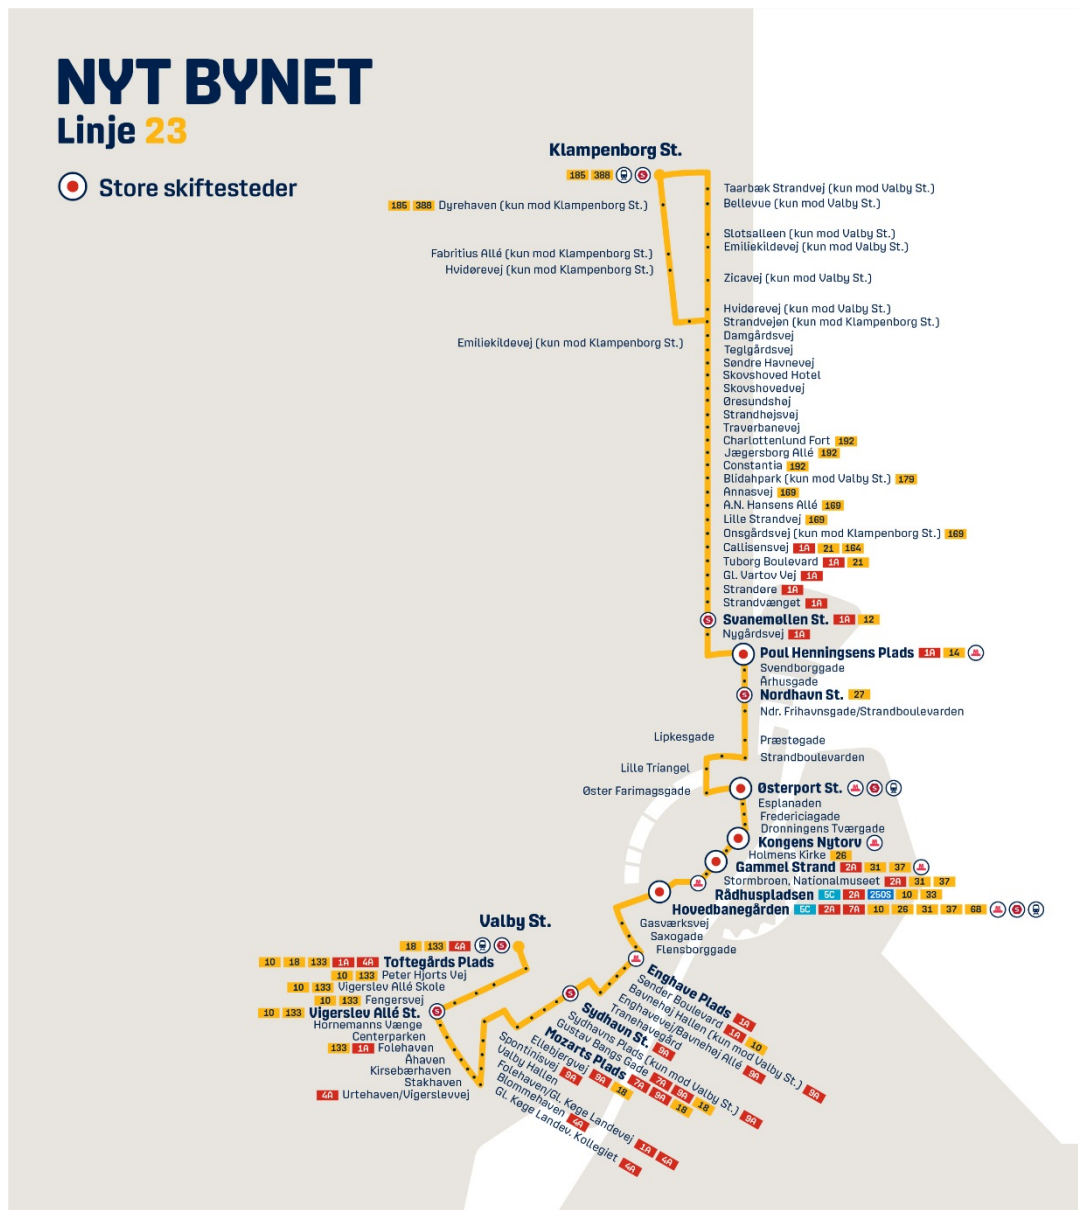 NYT BYNET
Linje 23
Store skiftesteder
Klampenborg St.
185 388 S
Taarbæk Strandvej (kun mod Valby St.)
Bellevue (kun mod Valby St.)
185 388 Dyrehaven (kun mod Klampenborg St.)
Slotsalleen (kun mod Valby St.)
Emiliekildevej (kun mod Valby St.)
Fabritius Allé (kun mod Klampenborg St.)
Hvidørevej (kun mod Klampenborg St.)
Zicavej (kun mod Valby St.)
Hvidørevej (kun mod Valby St.)
Strandvejen (kun mod Klampenborg St.)
Damgårdsvej
Emiliekildevej (kun mod Klampenborg St.)
Teglgårdsvej
Søndre Havnevej
Skovshoved Hotel
Skovshovedvej
Øresundshøj
Strandhøjsvej
Traverbanevej
Charlottenlund Fort 192
Jægersborg Allé 192
Constantia 192
Blidahpark (kun mod Valby St.) 179
Annasvej 169
A.N. Hansens Allé 169
Lille Strandvej 169
Onsgårdsvej (kun mod Klampenborg St.) 169
Callisensvej 1A 21 164
Tuborg Boulevard 1A 21
Gl. Vartov Vej 1A
Strandøre 1A
Strandvænget 1A
S Svanemøllen St. 1A 12
Nygårdsvej 1A
Poul Henningsens Plads 1A 14
Svendborggade
Århusgade
S Nordhavn St. 27
Ndr. Frihavnsgade/Strandboulevarden
Lipkesgade
Præstøgade
Strandboulevarden
Lille Triangel
Øster Farimagsgade
Østerport St. S
Esplanaden
Fredericiagade
Dronningens Tværgade
Kongens Nytorv
Holmens Kirke 26
Gammel Strand 2A 31 37
Stormbroen, Nationalmuseet 2A 31 37
Rådhuspladsen 5C 2A 250S 10 33
Hovedbanegården 5C 2A 7A 10 26 31 37 68 S
Gasværksvej
Saxogade
Flensborggade
Enghave Plads 1A
Sønder Boulevard 1A 10
Bavnehøj Hallen (kun mod Valby St.) 9A
Enghavevej/Bavnehøj Allé 9A
Tranehavegård
S Sydhavn St. 9A
Sydhavns Plads (kun mod Valby St.) 9A
Gustav Bangs Gade 7A 9A 18
Mozarts Plads 7A 9A 18
Ellebjergvej 9A 18
Spontinisvej 9A
Valby Hallen
Folehaven/Gl. Køge Landevej 1A 4A
Blommehaven 4A
Gl. Køge Landev. Kollegiet 4A
Valby St.
18 133 4A S
10 18 133 1A 4A Toftegårds Plads
10 133 Peter Hjorts Vej
10 133 Vigerslev Allé Skole
10 133 Fengersvej
10 133 Vigerslev Allé St. S
Hornemanns Vænge
Centerparken
133 1A Folehaven
Åhaven
Kirsebærhaven
Stakhaven
4A Urtehaven/Vigerslevvej